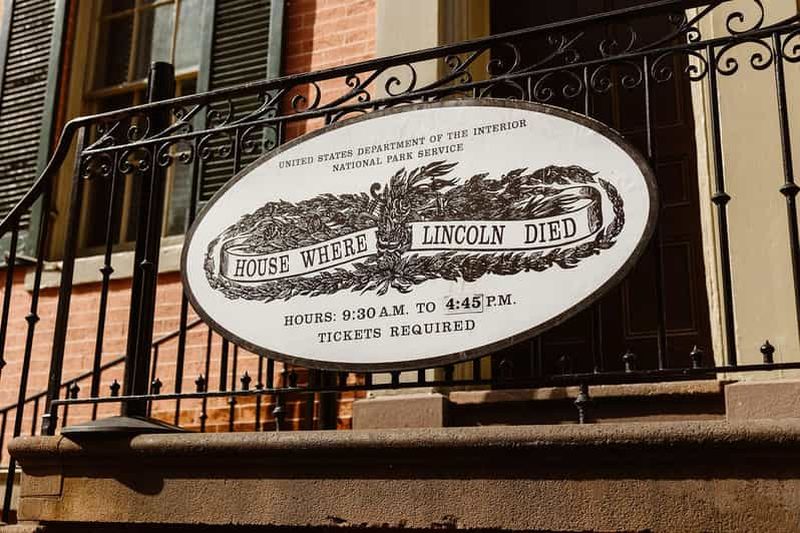 UNITED STATES DEPARTMENT OF THE INTERIOR
NATIONAL PARK SERVICE
HOUSE WHERE LINCOLN DIED
HOURS: 9:30 A.M. TO 4:45 P.M.
TICKETS REQUIRED